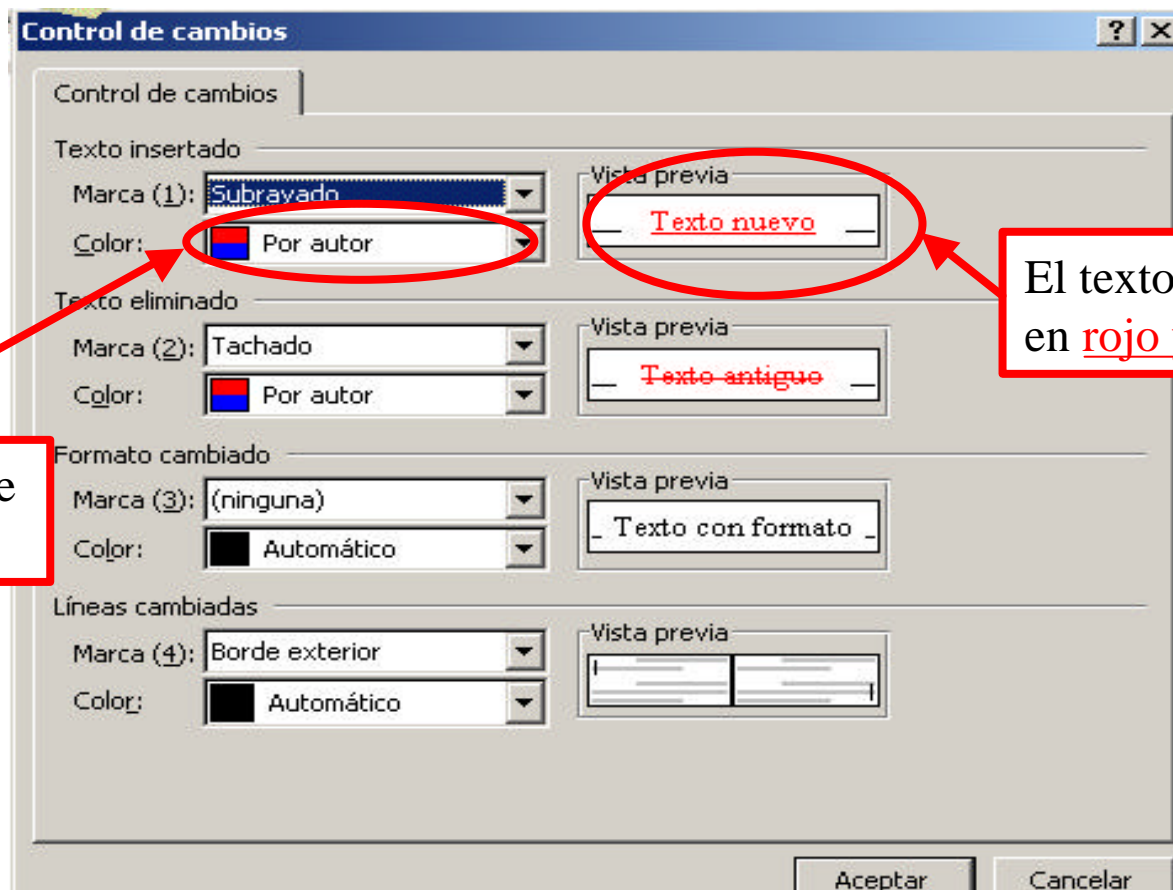 Control de cambios
Control de cambios
Texto insertado
Marca (1): Subrayado
Color: Por autor
Vista previa
Texto nuevo
Texto eliminado
Marca (2): Tachado
Color: Por autor
Vista previa
Texto antiguo
Formato cambiado
Marca (3): (ninguna)
Color: Automático
Vista previa
Texto con formato
Líneas cambiadas
Marca (4): Borde exterior
Color: Automático
Vista previa
Aceptar Cancelar
El texto
en rojo